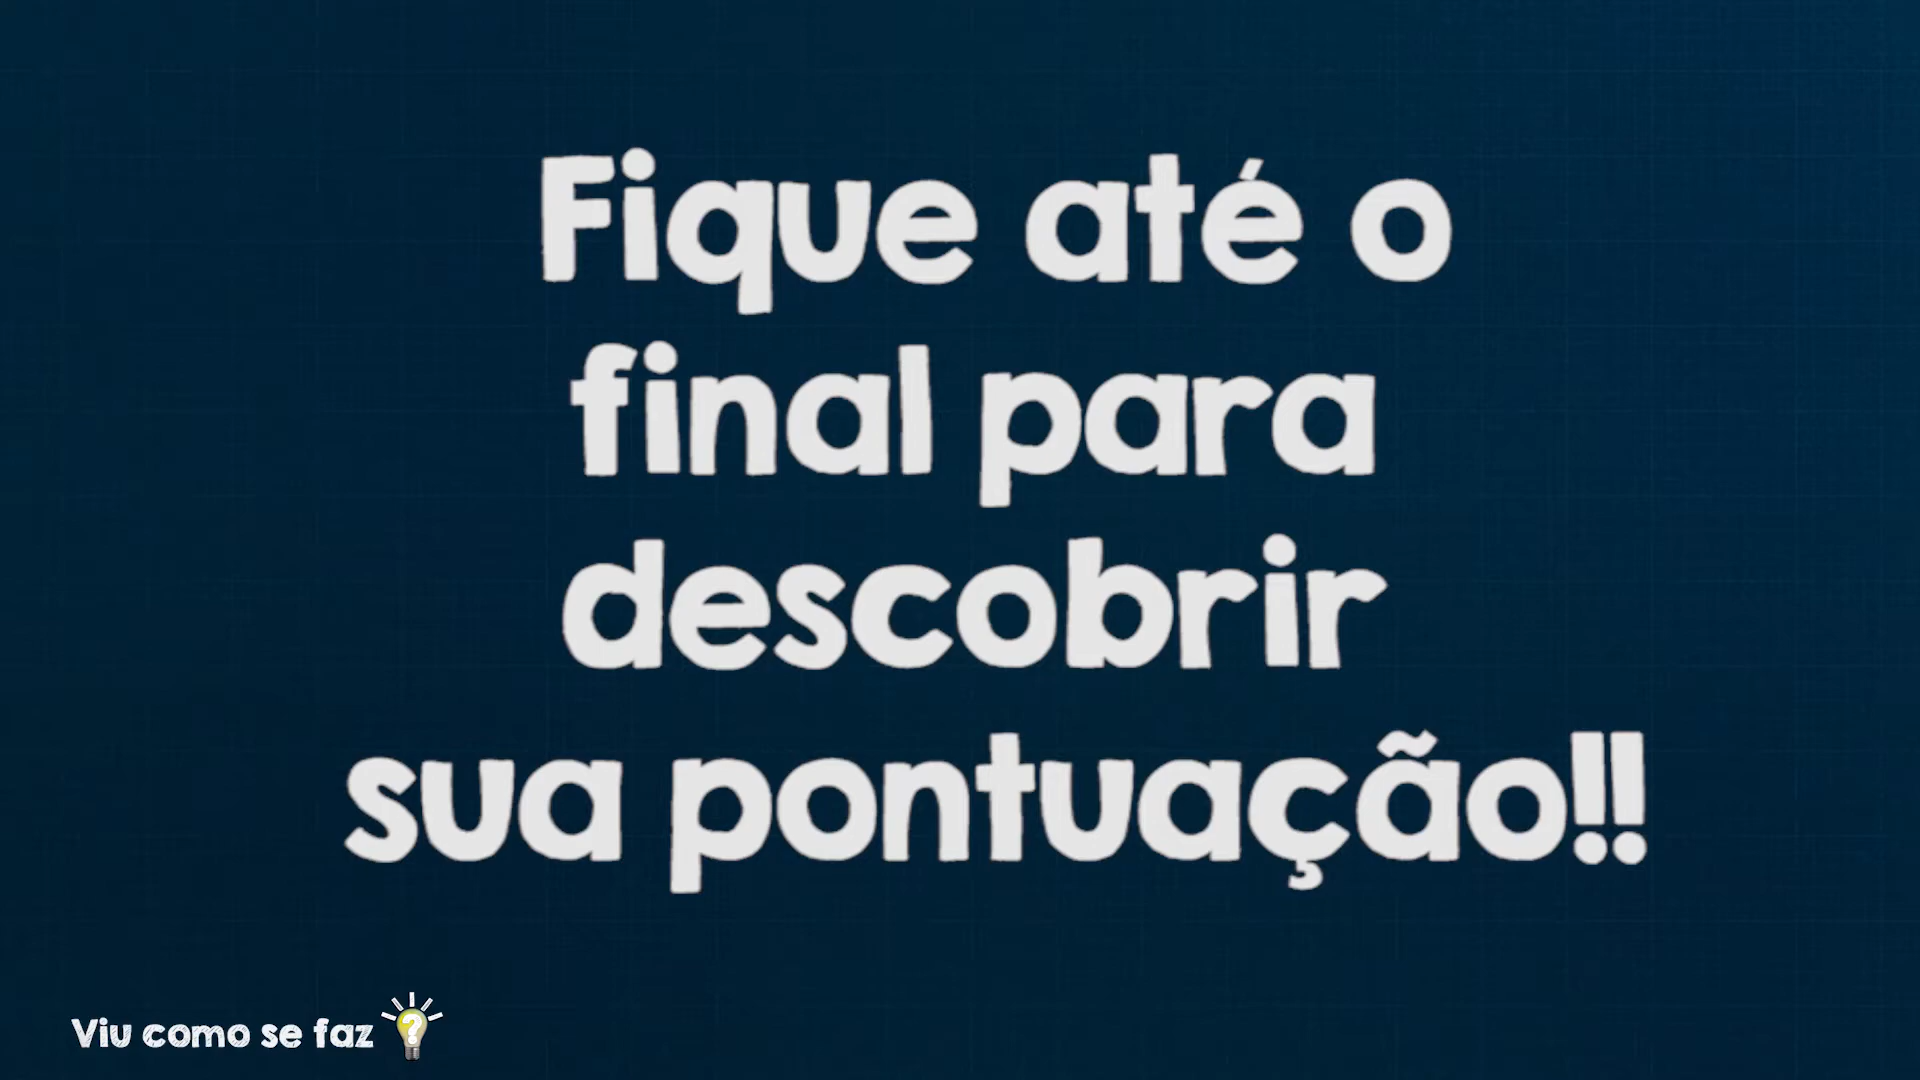 Fique até o
final para
descobrir
sua pontuação!!
Viu como se faz ?